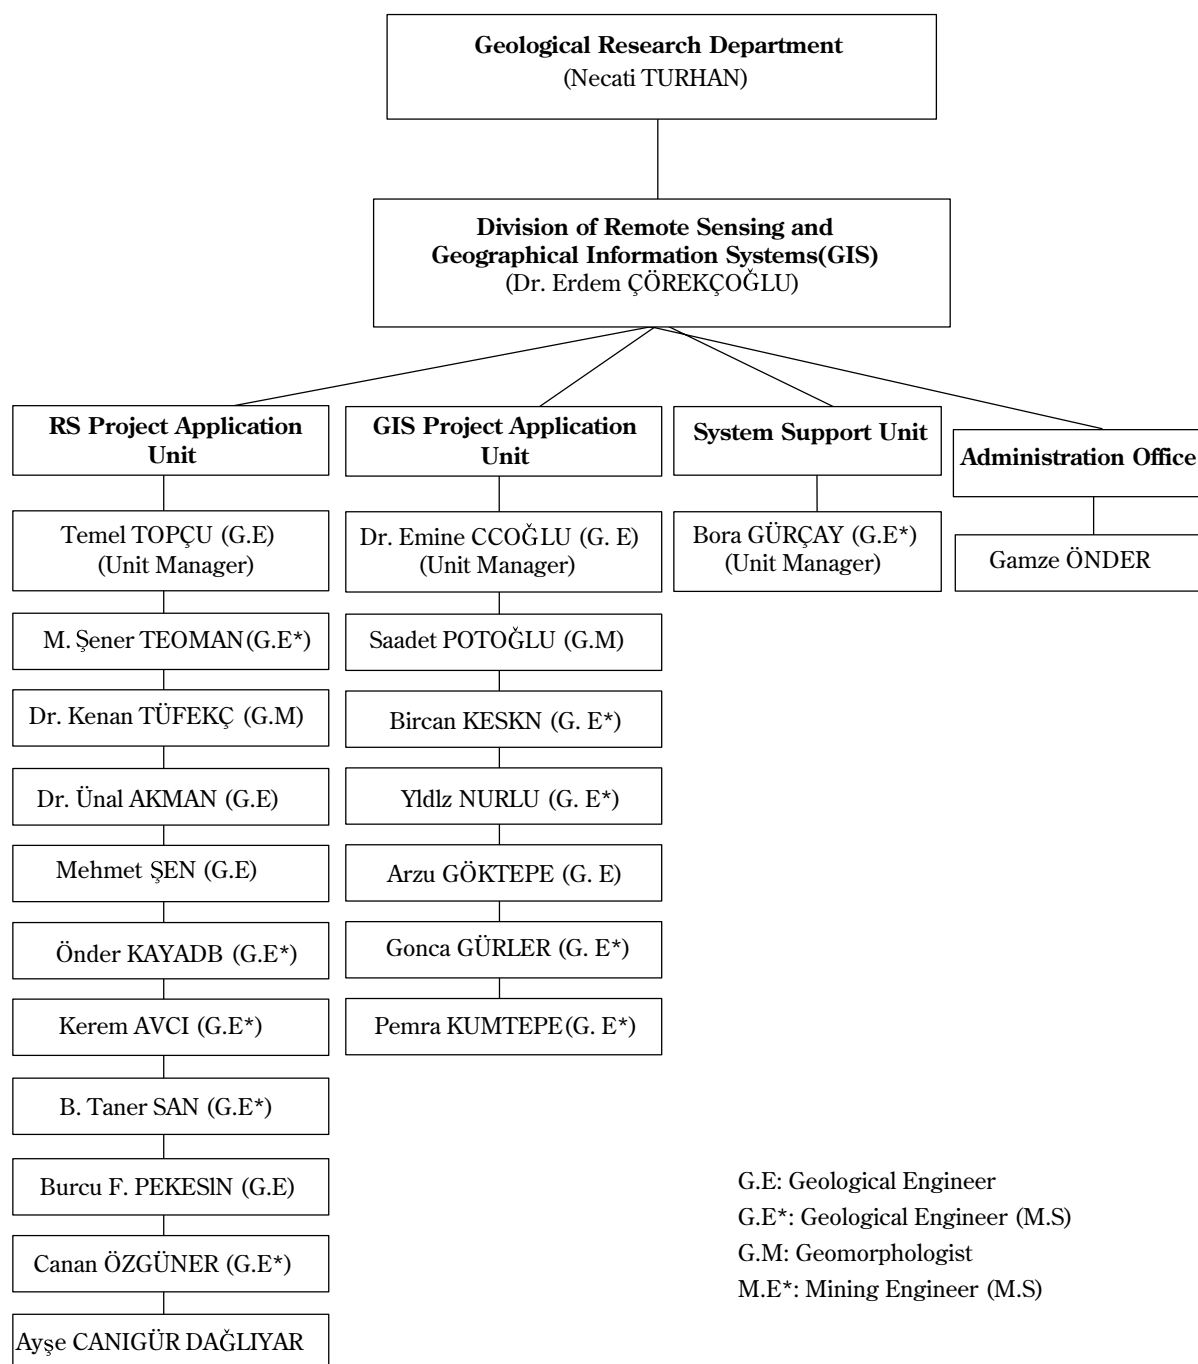 Geological Research Department
(Necati TURHAN)
Division of Remote Sensing and
Geographical Information Systems(GIS)
(Dr. Erdem ÇÖREKÇOĞLU)
RS Project Application
Unit
Temel TOPÇU (G.E)
(Unit Manager)
M. Şener TEOMAN(G.E*)
Dr. Kenan TÜFEKÇ (G.M)
Dr. Ünal AKMAN (G.E)
Mehmet ŞEN (G.E)
Önder KAYADB (G.E*)
Kerem AVCI (G.E*)
B. Taner SAN (G.E*)
Burcu F. PEKESlN (G.E)
Canan ÖZGÜNER (G.E*)
Ayşe CANIGÜR DAĞLIYAR
GIS Project Application
Unit
Dr. Emine CCOĞLU (G. E)
(Unit Manager)
Saadet POTOĞLU (G.M)
Bircan KESKN (G. E*)
Yldlz NURLU (G. E*)
Arzu GÖKTEPE (G. E)
Gonca GÜRLER (G. E*)
Pemra KUMTEPE(G. E*)
System Support Unit
Bora GÜRÇAY (G.E*)
(Unit Manager)
Administration Office
Gamze ÖNDER
G.E: Geological Engineer
G.E*: Geological Engineer (M.S)
G.M: Geomorphologist
M.E*: Mining Engineer (M.S)